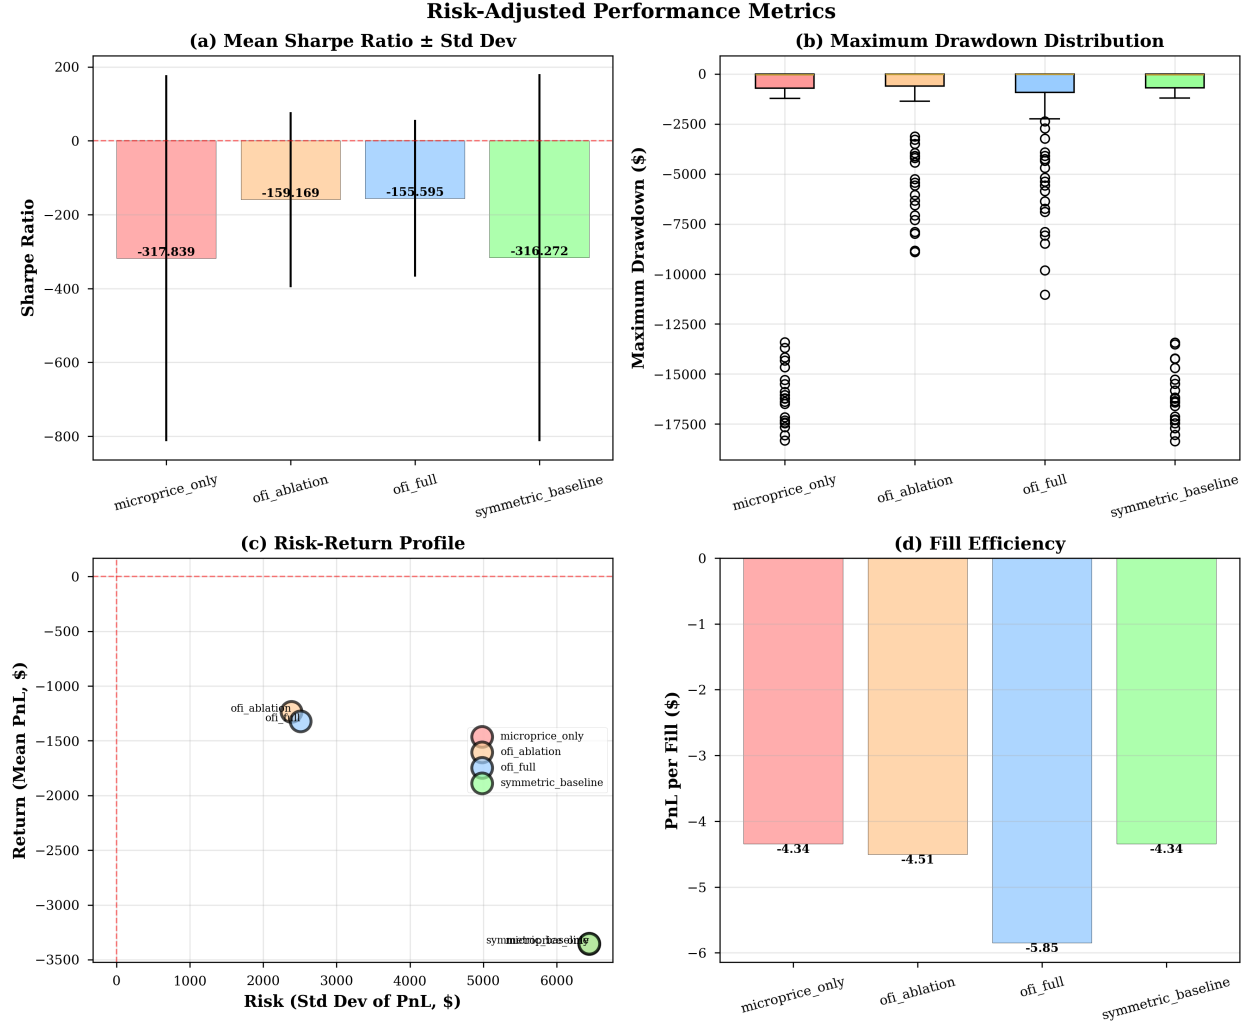 Risk-Adjusted Performance Metrics
(a) Mean Sharpe Ratio ± Std Dev
Sharpe Ratio
200
0
−200
−400
−600
−800
-317.839
-159.169
-155.595
-316.272
microprice_only
ofi_ablation
ofi_full
symmetric_baseline
(b) Maximum Drawdown Distribution
Maximum Drawdown ($)
0
−2500
−5000
−7500
−10000
−12500
−15000
−17500
microprice_only
ofi_ablation
ofi_full
symmetric_baseline
(c) Risk-Return Profile
Return (Mean PnL, $)
0
−500
−1000
−1500
−2000
−2500
−3000
−3500
ofi_ablation
ofi_full
microprice_only
ofi_ablation
ofi_full
symmetric_baseline
symmetric_baseline
microprice_only
0 1000 2000 3000 4000 5000 6000
Risk (Std Dev of PnL, $)
(d) Fill Efficiency
PnL per Fill ($)
0
−1
−2
−3
−4
−5
−6
-4.34
-4.51
-5.85
-4.34
microprice_only
ofi_ablation
ofi_full
symmetric_baseline